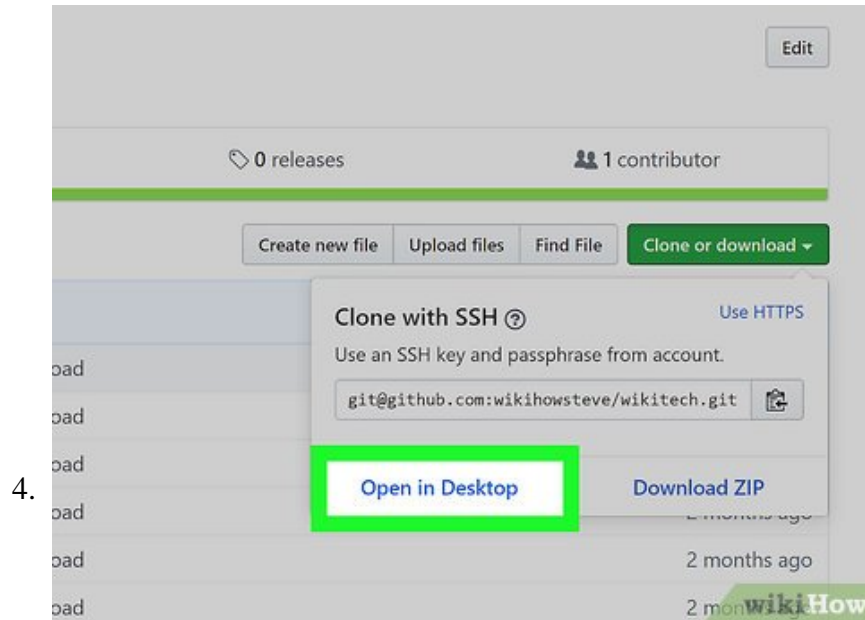 Edit
0 releases
1 contributor
Create new file
Upload files
Find File
Clone or download
Clone with SSH ?
Use HTTPS
Use an SSH key and passphrase from account.
git@github.com:wikihowsteve/wikitech.git
4.
Open in Desktop
Download ZIP
oad
oad
oad
oad
2 months ago
oad
2 months ago
oad
2 mon
wikiHow